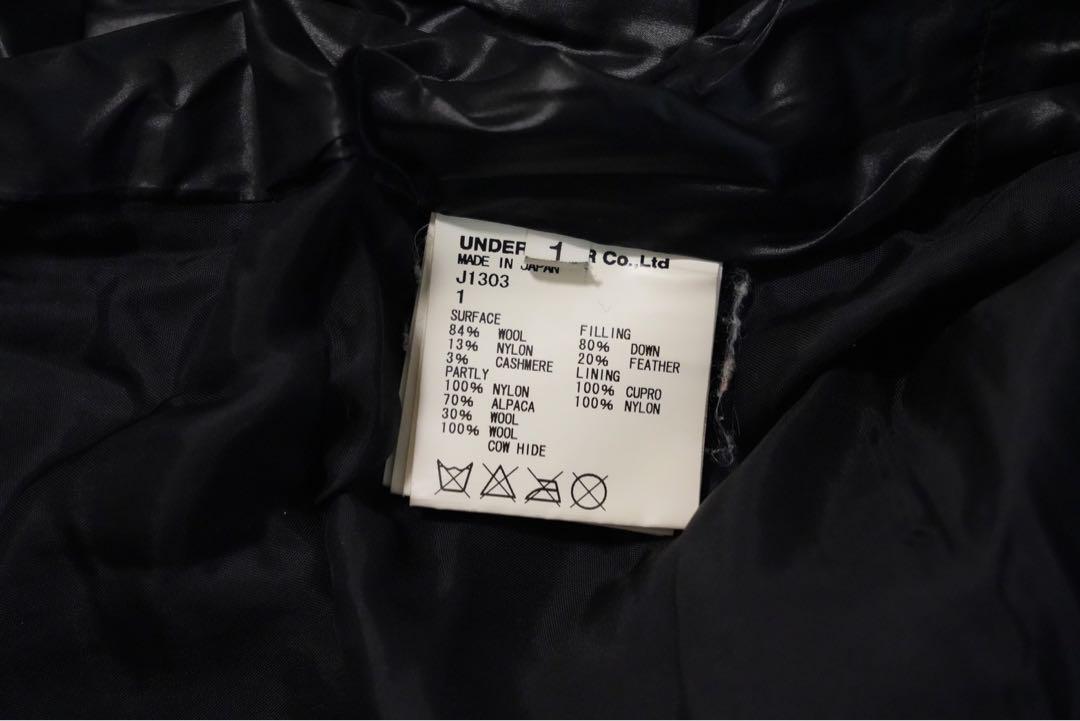 UNDER 1 R Co.,Ltd
MADE IN JAPAN
J1303
1
SURFACE
84% WOOL
13% NYLON
3% CASHMERE
PARTLY
100% NYLON
70% ALPACA
30% WOOL
100% WOOL
COW HIDE
FILLING
80% DOWN
20% FEATHER
LINING
100% CUPRO
100% NYLON